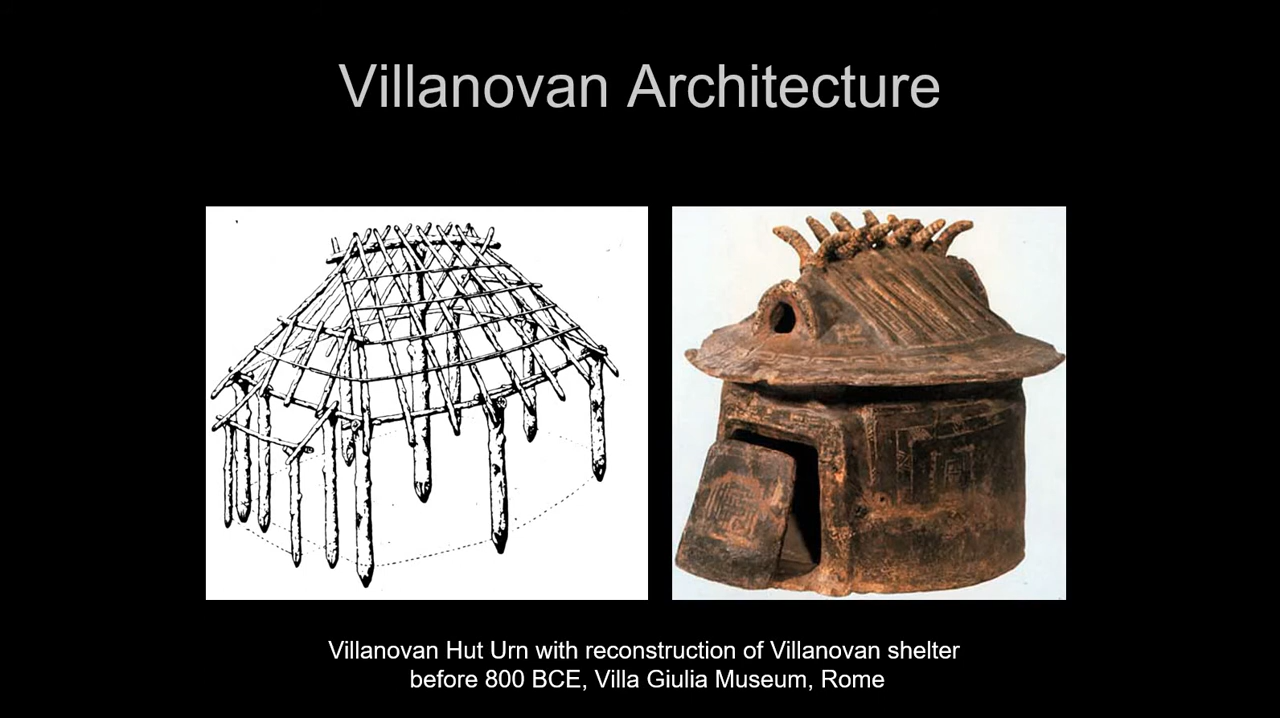 Villanovan Architecture
Villanovan Hut Urn with reconstruction of Villanovan shelter
before 800 BCE, Villa Giulia Museum, Rome